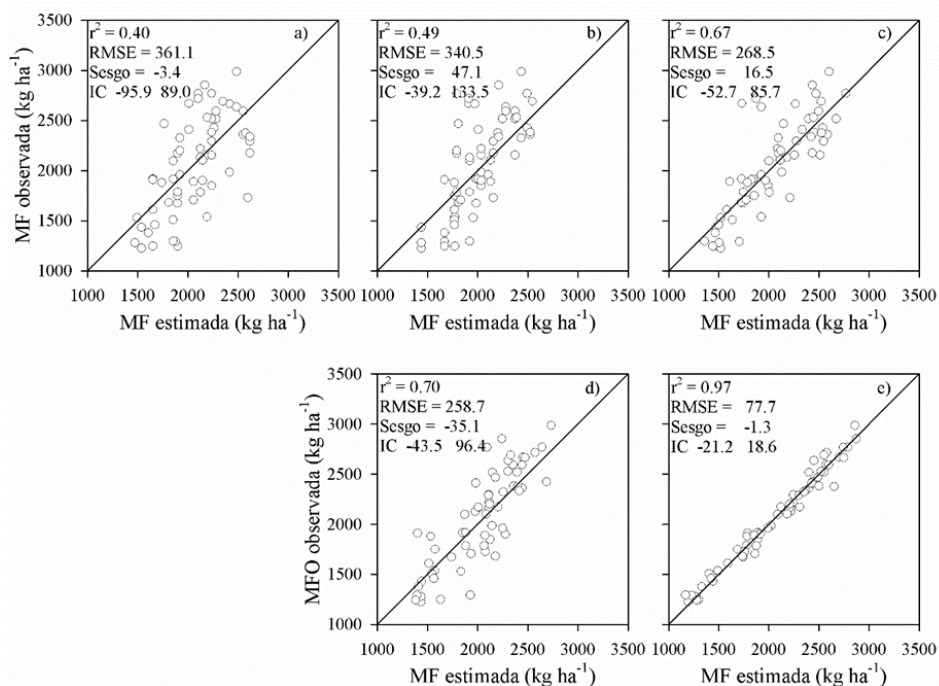 MF observada (kg ha⁻¹)
3500
3000
2500
2000
1500
1000
r² = 0.40
RMSE = 361.1
Sesgo = -3.4
IC -95.9 89.0
a)
1000 1500 2000 2500 3000 3500
MF estimada (kg ha⁻¹)
r² = 0.49
RMSE = 340.5
Sesgo = 47.1
IC -39.2 133.5
b)
1000 1500 2000 2500 3000 3500
MF estimada (kg ha⁻¹)
r² = 0.67
RMSE = 268.5
Sesgo = 16.5
IC -52.7 85.7
c)
1000 1500 2000 2500 3000 3500
MF estimada (kg ha⁻¹)
MFO observada (kg ha⁻¹)
3500
3000
2500
2000
1500
1000
r² = 0.70
RMSE = 258.7
Sesgo = -35.1
IC -43.5 96.4
d)
1000 1500 2000 2500 3000 3500
MF estimada (kg ha⁻¹)
r² = 0.97
RMSE = 77.7
Sesgo = -1.3
IC -21.2 18.6
e)
1000 1500 2000 2500 3000 3500
MF estimada (kg ha⁻¹)